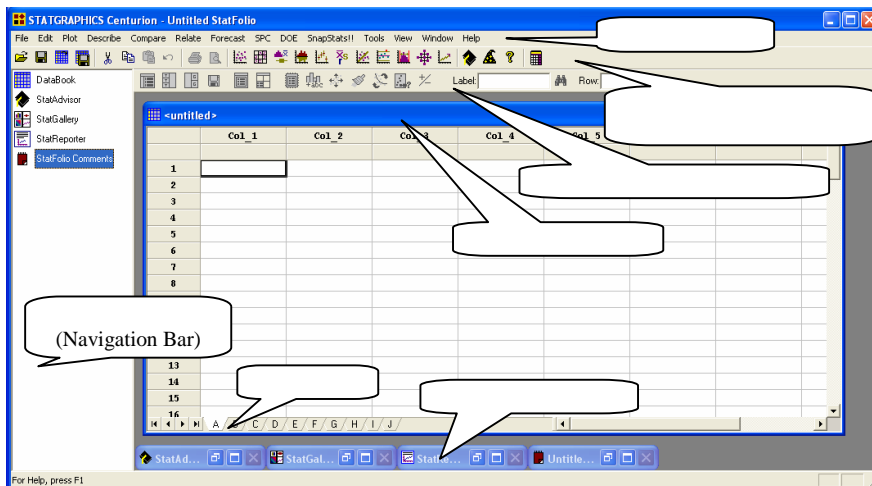 STATGRAPHICS Centurion - Untitled StatFolio
File Edit Plot Describe Compare Relate Forecast SPC DOE SnapStats!! Tools View Window Help
DataBook
StatAdvisor
StatGallery
StatReporter
StatFolio Comments
Label:
Row:
<untitled>
Col_1 Col_2 Col_3 Col_4 Col_5
1
2
3
4
5
6
7
8
(Navigation Bar)
13
14
15
16
A C D E F G H I J
StatAd... StatGal... StatRe... Untitle...
For Help, press F1